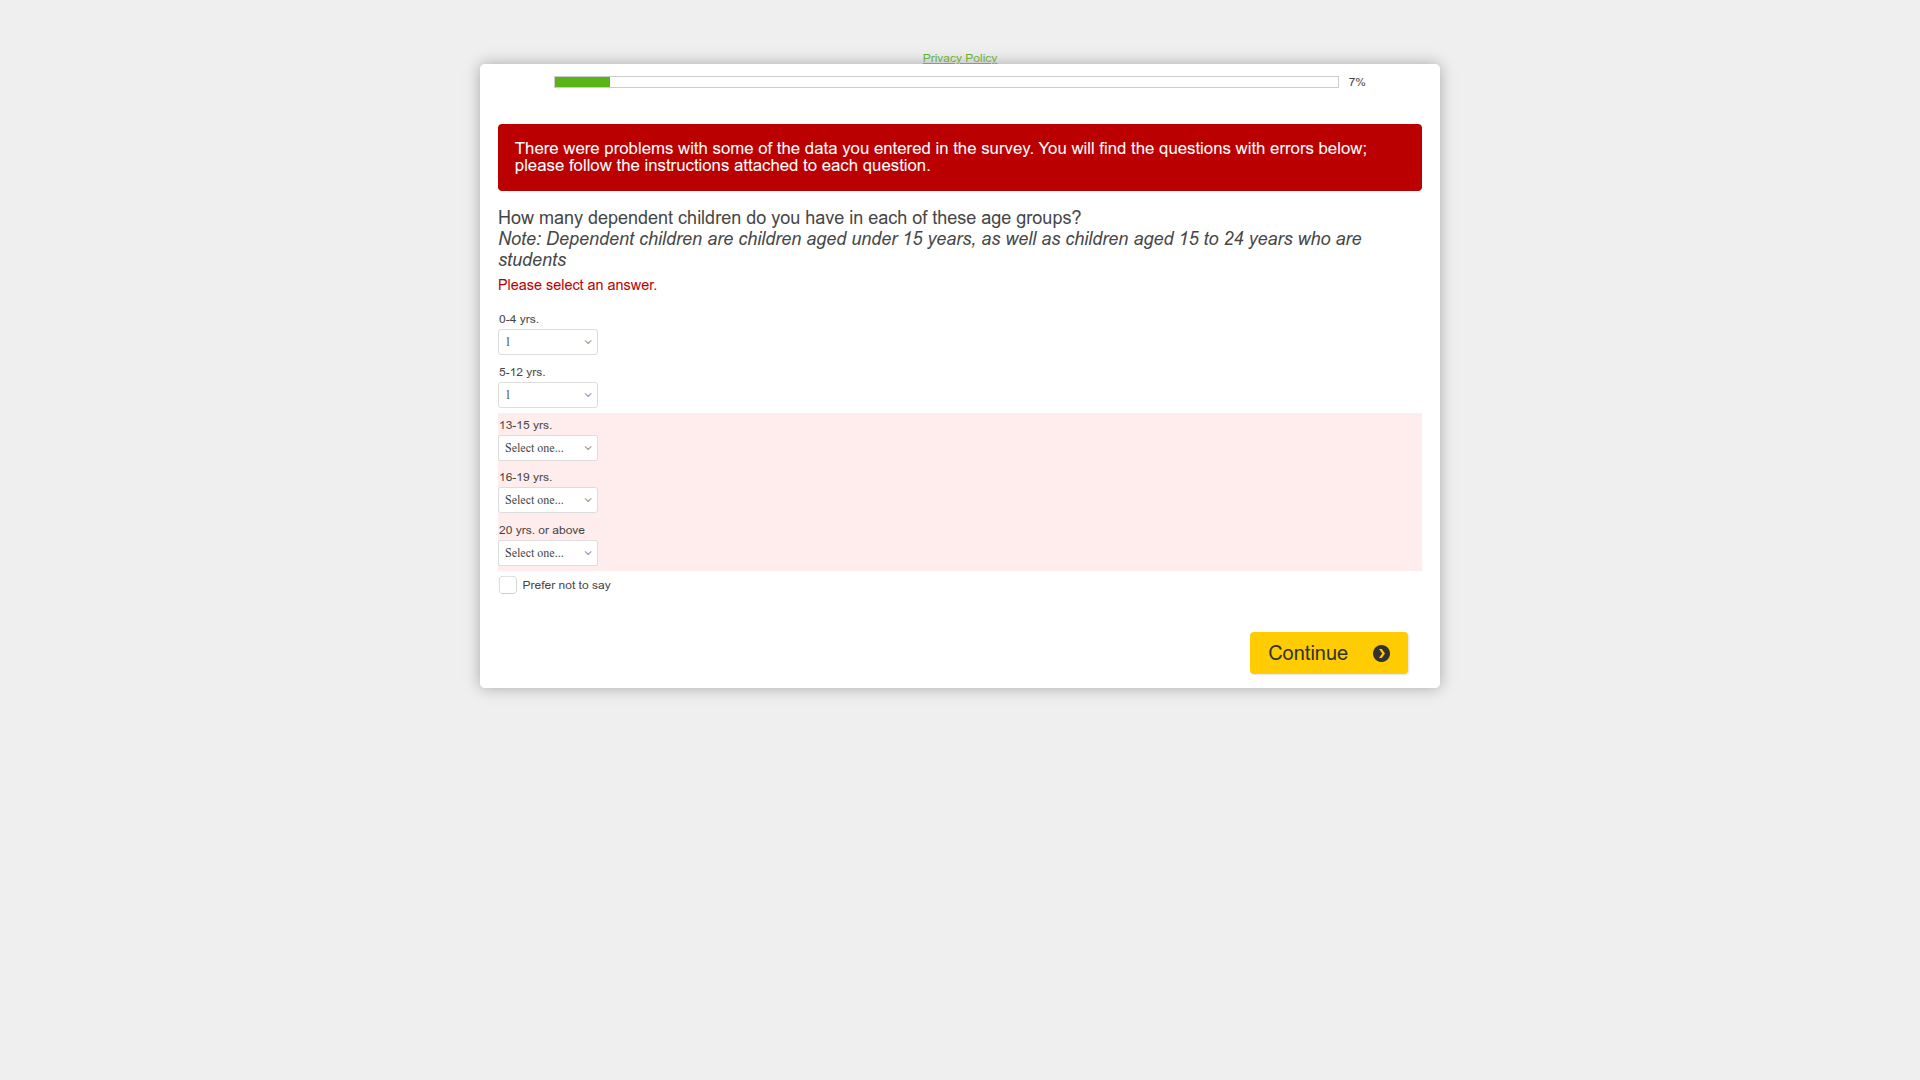 Privacy Policy
7%
There were problems with some of the data you entered in the survey. You will find the questions with errors below;
please follow the instructions attached to each question.
How many dependent children do you have in each of these age groups?
Note: Dependent children are children aged under 15 years, as well as children aged 15 to 24 years who are
students
Please select an answer.
0-4 yrs.
1
5-12 yrs.
1
13-15 yrs.
Select one...
16-19 yrs.
Select one...
20 yrs. or above
Select one...
Prefer not to say
Continue